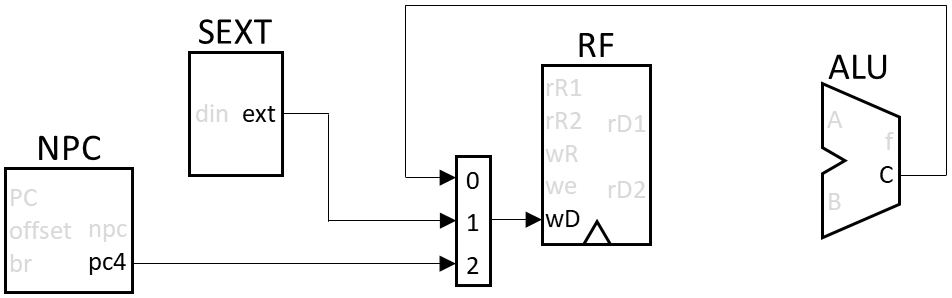 SEXT
din ext
NPC
PC
offset npc
br pc4
0
1
2
RF
rR1
rR2 rD1
wR
we rD2
wD
ALU
A
f
C
B